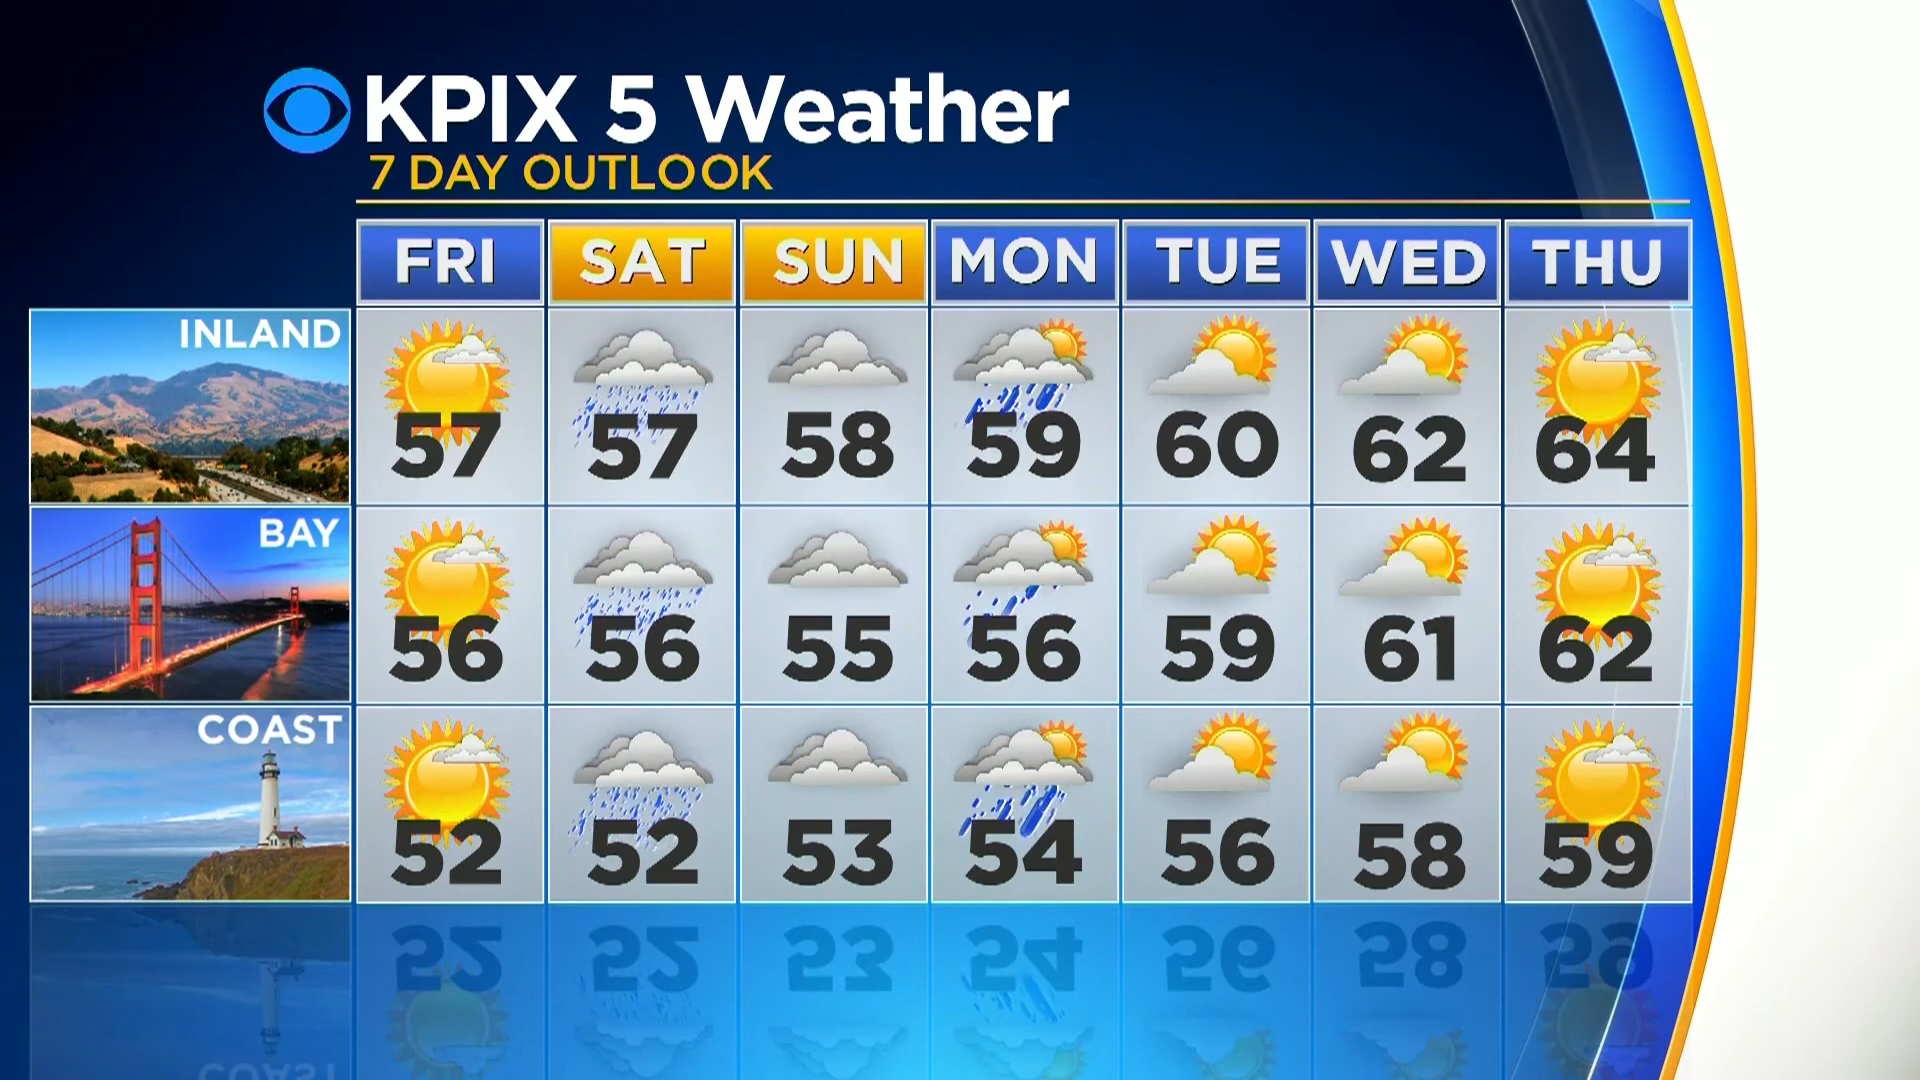 KPIX 5 Weather
7 DAY OUTLOOK
FRI SAT SUN MON TUE WED THU
INLAND
57 57 58 59 60 62 64
BAY
56 56 55 56 59 61 62
COAST
52 52 53 54 56 58 59